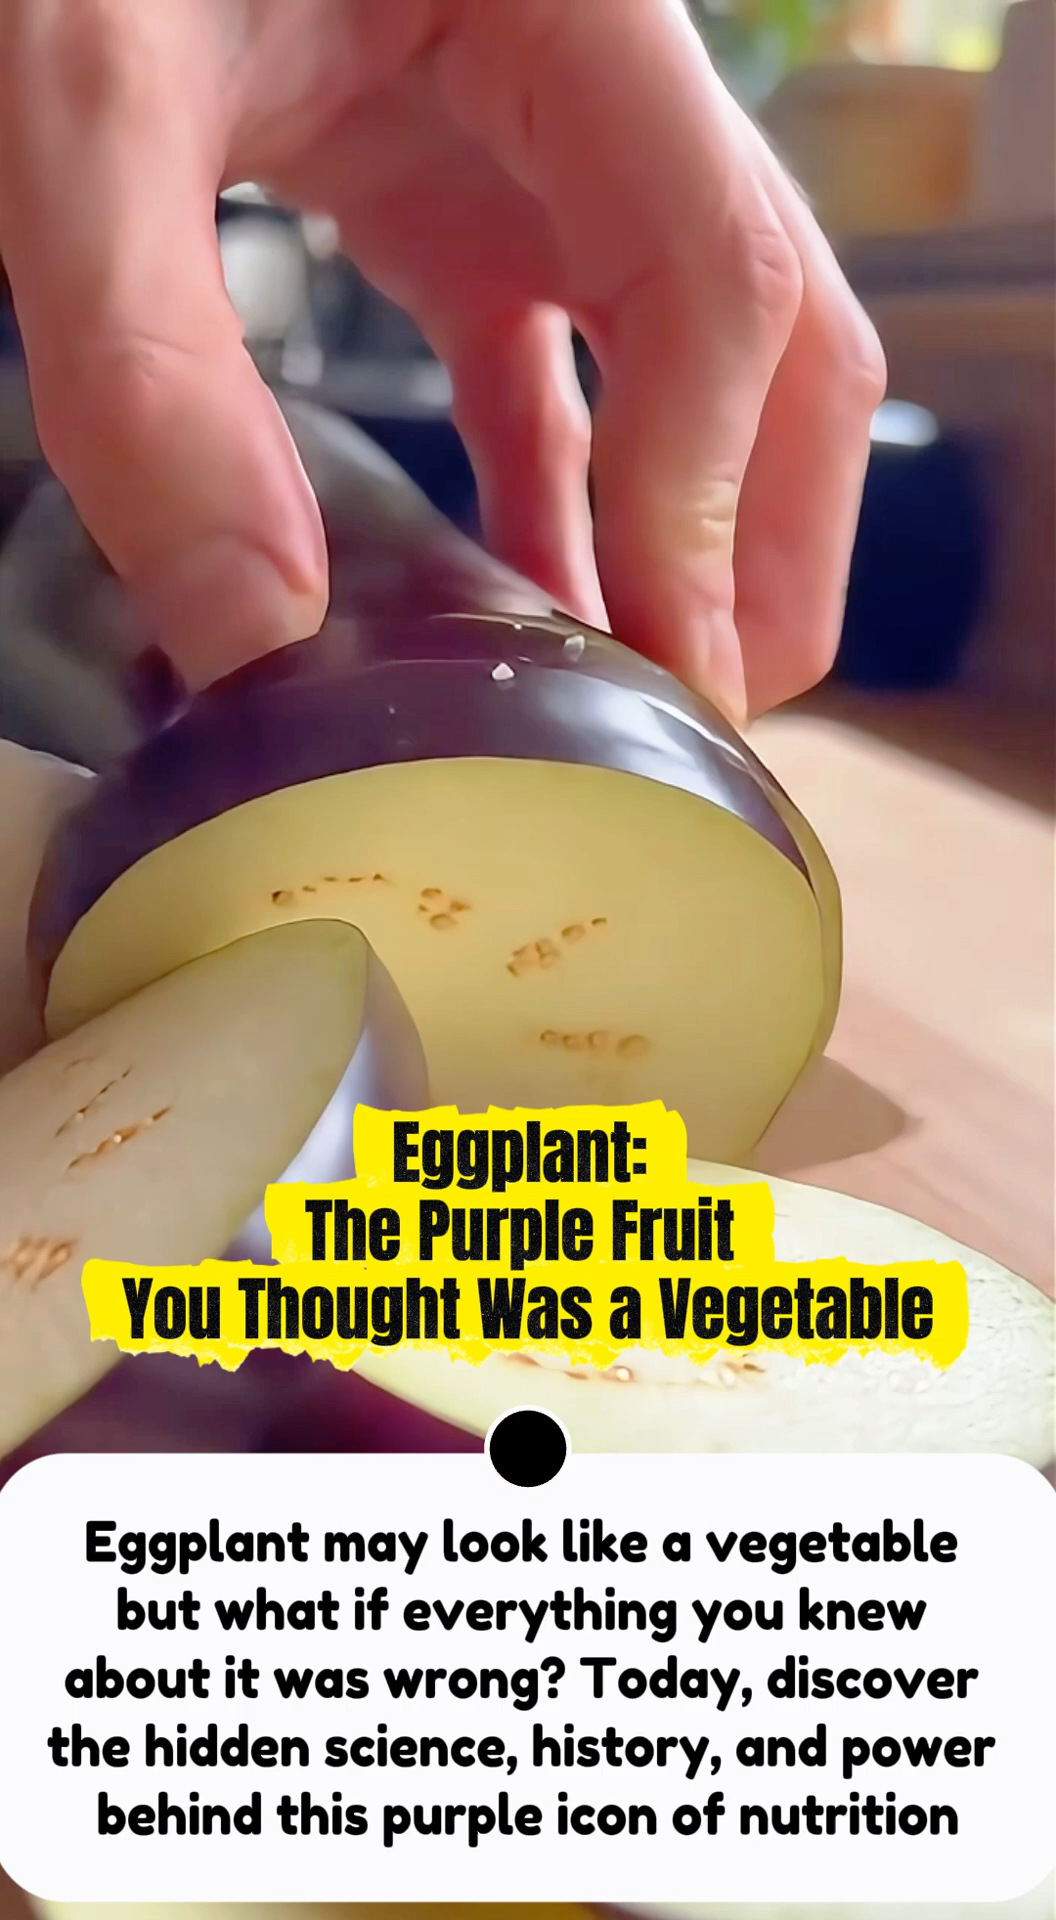 Eggplant:
The Purple Fruit
You Thought Was a Vegetable
Eggplant may look like a vegetable
but what if everything you knew
about it was wrong? Today, discover
the hidden science, history, and power
behind this purple icon of nutrition